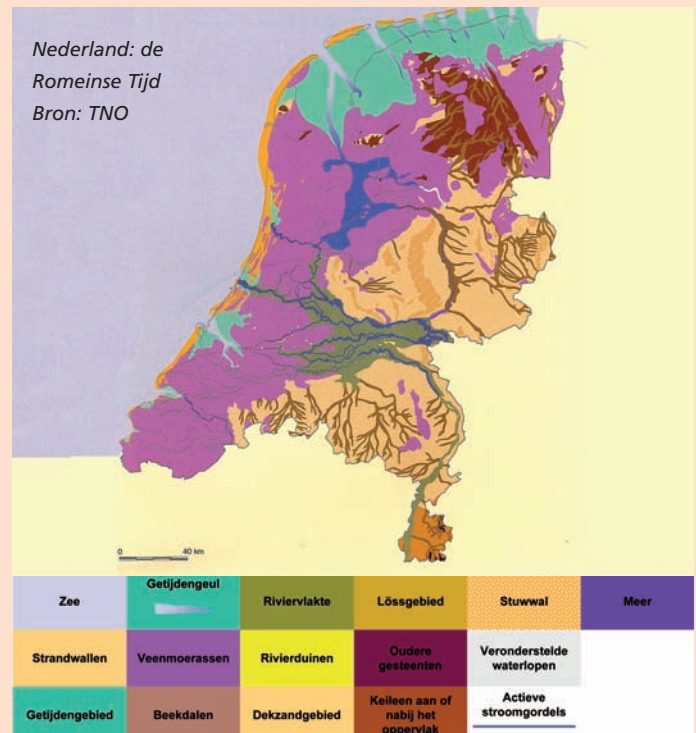 Nederland: de
Romeinse Tijd
Bron: TNO
0 40 km
Zee
Getijdengeul
Riviervlakte
Lössgebied
Stuwwal
Meer
Strandwallen
Veenmoerassen
Rivierduinen
Oudere
gesteenten
Veronderstelde
waterlopen
Getijdengebied
Beekdalen
Dekzandgebied
Keileen aan of
nabij het
oppervlak
Actieve
stroomgordels